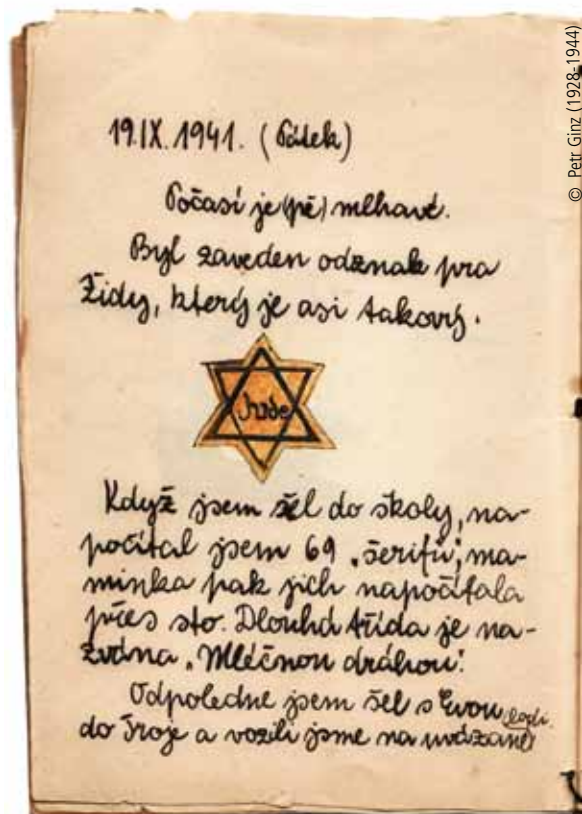 19.IX.1941. (Pátek)
Počasí je (pě) mlhavé.
Byl zaveden odznak pro
Židy, který je asi takový.
Jude
Když jsem šel do školy, na-
počítal jsem 69 „šerifů", ma-
minka pak jich napočítala
přes sto. Dlouhá třída je na-
zvána „Mléčnou dráhou".
Odpoledne jsem šel s Evou
do Troje a vozili jsme na uvázané
lodi.
© Petr Ginz (1928-1944)